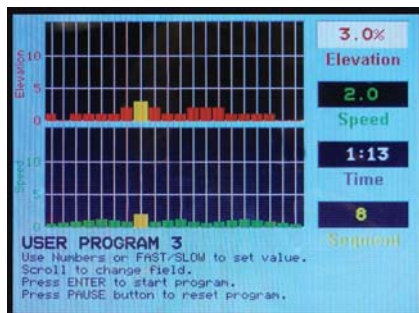 10
5
0
Elevation
10
5
0
Speed
3.0%
Elevation
2.0
Speed
1:13
Time
8
Segment
USER PROGRAM 3
Use Numbers or FAST/SLOW to set value.
Scroll to change field.
Press ENTER to start program.
Press PAUSE button to reset program.